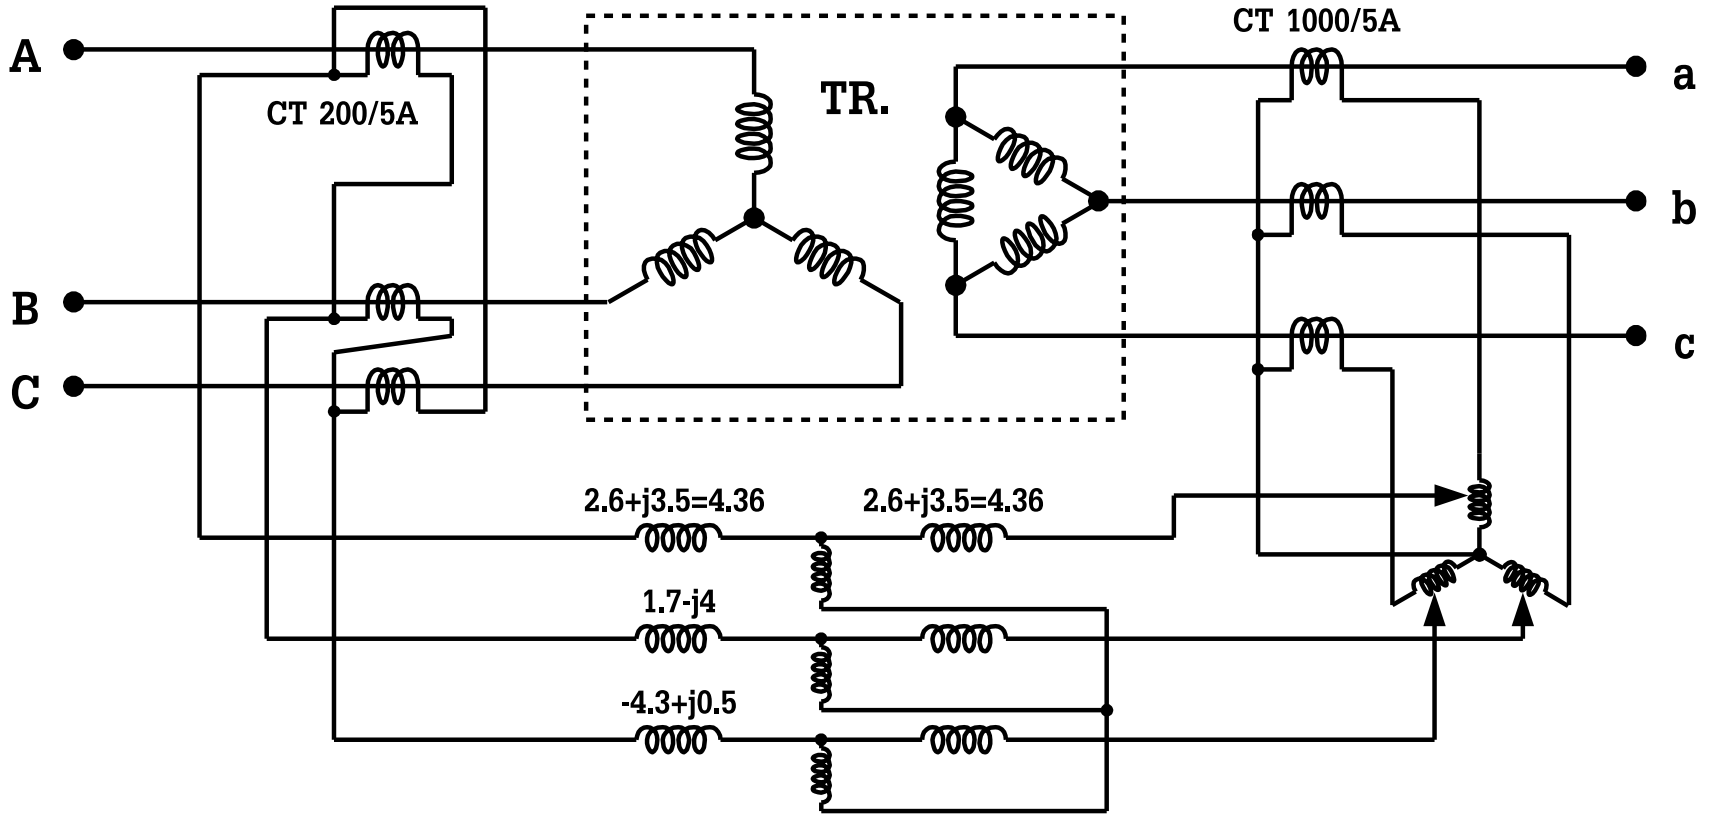 CT 1000/5A
A
a
TR.
CT 200/5A
b
B
c
C
2.6+j3.5=4.36
2.6+j3.5=4.36
1.7-j4
-4.3+j0.5